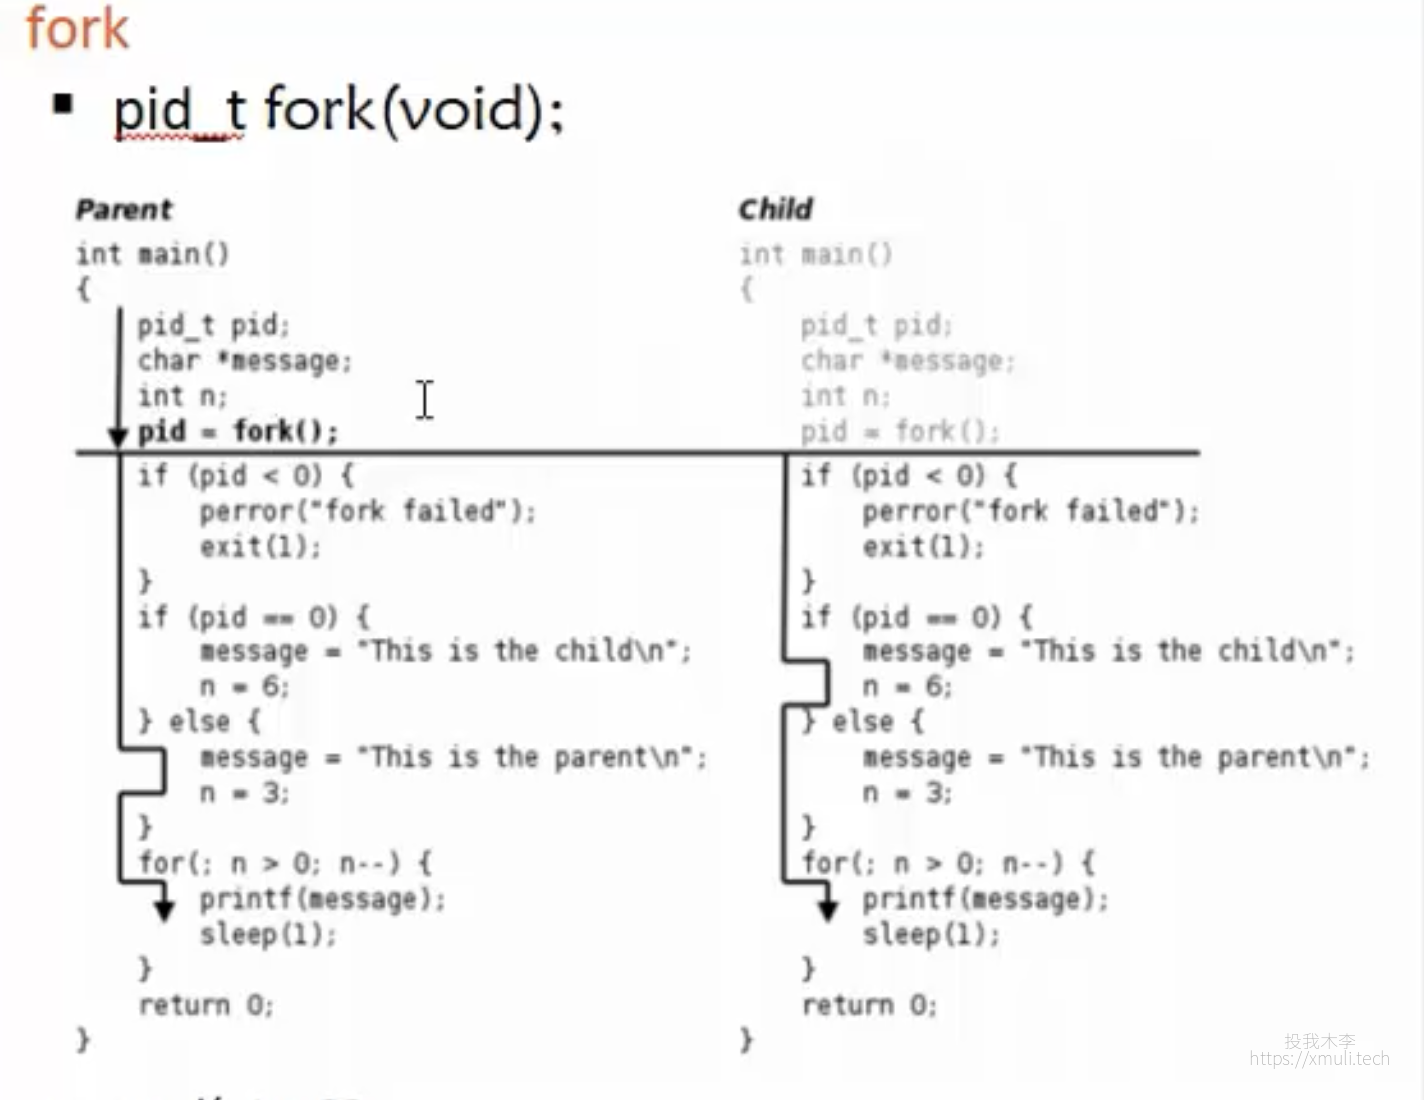 fork
▪ pid_t fork(void);
Parent
int main()
{
pid_t pid;
char *message;
int n;
pid = fork();
if (pid < 0) {
perror("fork failed");
exit(1);
}
if (pid == 0) {
message = "This is the child\n";
n = 6;
} else {
message = "This is the parent\n";
n = 3;
}
for(; n > 0; n--) {
printf(message);
sleep(1);
}
return 0;
}
Child
int main()
{
pid_t pid;
char *message;
int n;
pid = fork();
if (pid < 0) {
perror("fork failed");
exit(1);
}
if (pid == 0) {
message = "This is the child\n";
n = 6;
} else {
message = "This is the parent\n";
n = 3;
}
for(; n > 0; n--) {
printf(message);
sleep(1);
}
return 0;
}
投我木李
https://xmuli.tech